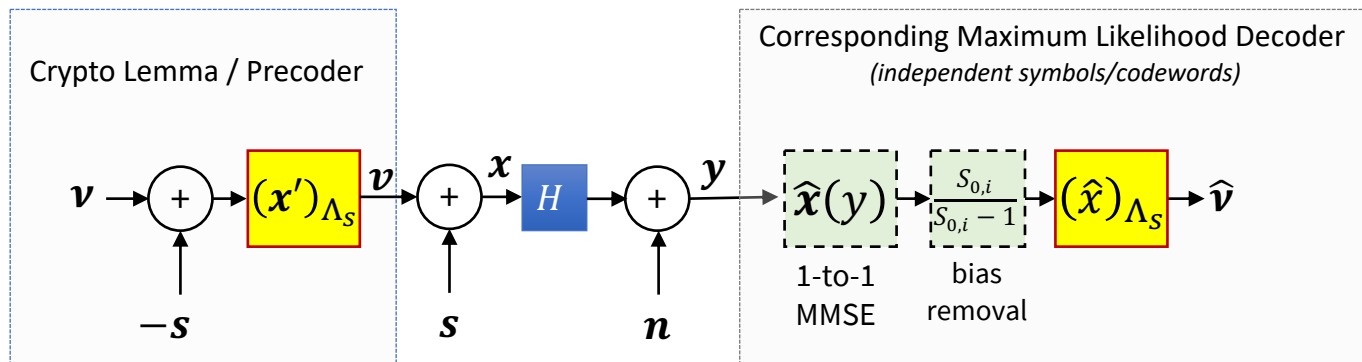 Crypto Lemma / Precoder
Corresponding Maximum Likelihood Decoder
(independent symbols/codewords)
ν + (x′)Λs v + x H + y x̂(y) S0,i / S0,i − 1 (x̂)Λs ν̂
1-to-1
MMSE
bias
removal
−s s n